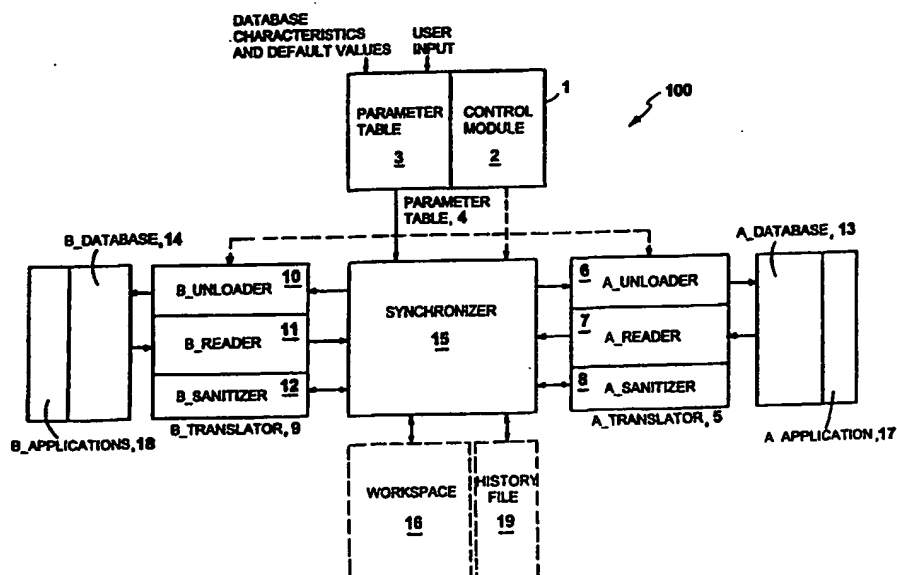 DATABASE
CHARACTERISTICS
AND DEFAULT VALUES
USER
INPUT
1
100
PARAMETER
TABLE
3
CONTROL
MODULE
2
PARAMETER
TABLE, 4
B_DATABASE,14
A_DATABASE, 13
B_UNLOADER
10
B_READER
11
B_SANITIZER
12
SYNCHRONIZER
15
6
A_UNLOADER
7
A_READER
8
A_SANITIZER
B_APPLICATIONS,18
B_TRANSLATOR, 9
A_TRANSLATOR, 5
A APPLICATION,17
WORKSPACE
16
HISTORY
FILE
19